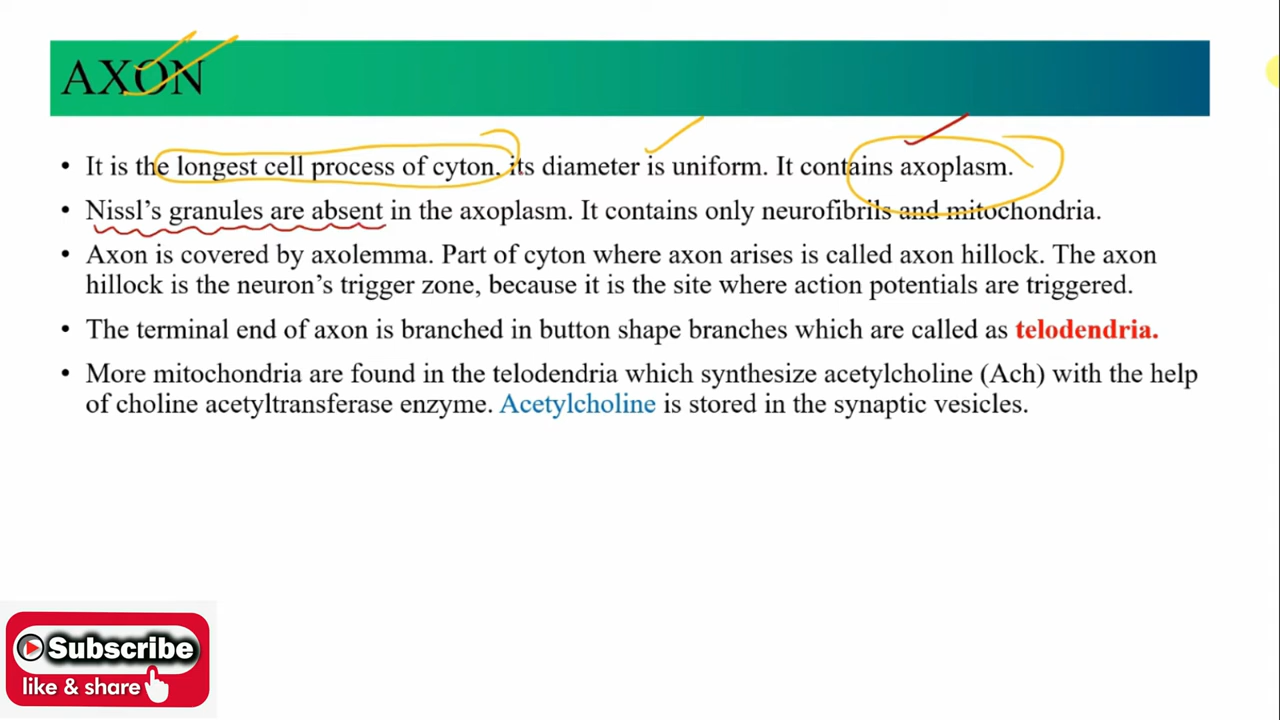 AXON
• It is the longest cell process of cyton, its diameter is uniform. It contains axoplasm.
• Nissl’s granules are absent in the axoplasm. It contains only neurofibrils and mitochondria.
• Axon is covered by axolemma. Part of cyton where axon arises is called axon hillock. The axon
hillock is the neuron’s trigger zone, because it is the site where action potentials are triggered.
• The terminal end of axon is branched in button shape branches which are called as telodendria.
• More mitochondria are found in the telodendria which synthesize acetylcholine (Ach) with the help
of choline acetyltransferase enzyme. Acetylcholine is stored in the synaptic vesicles.
Subscribe
like & share